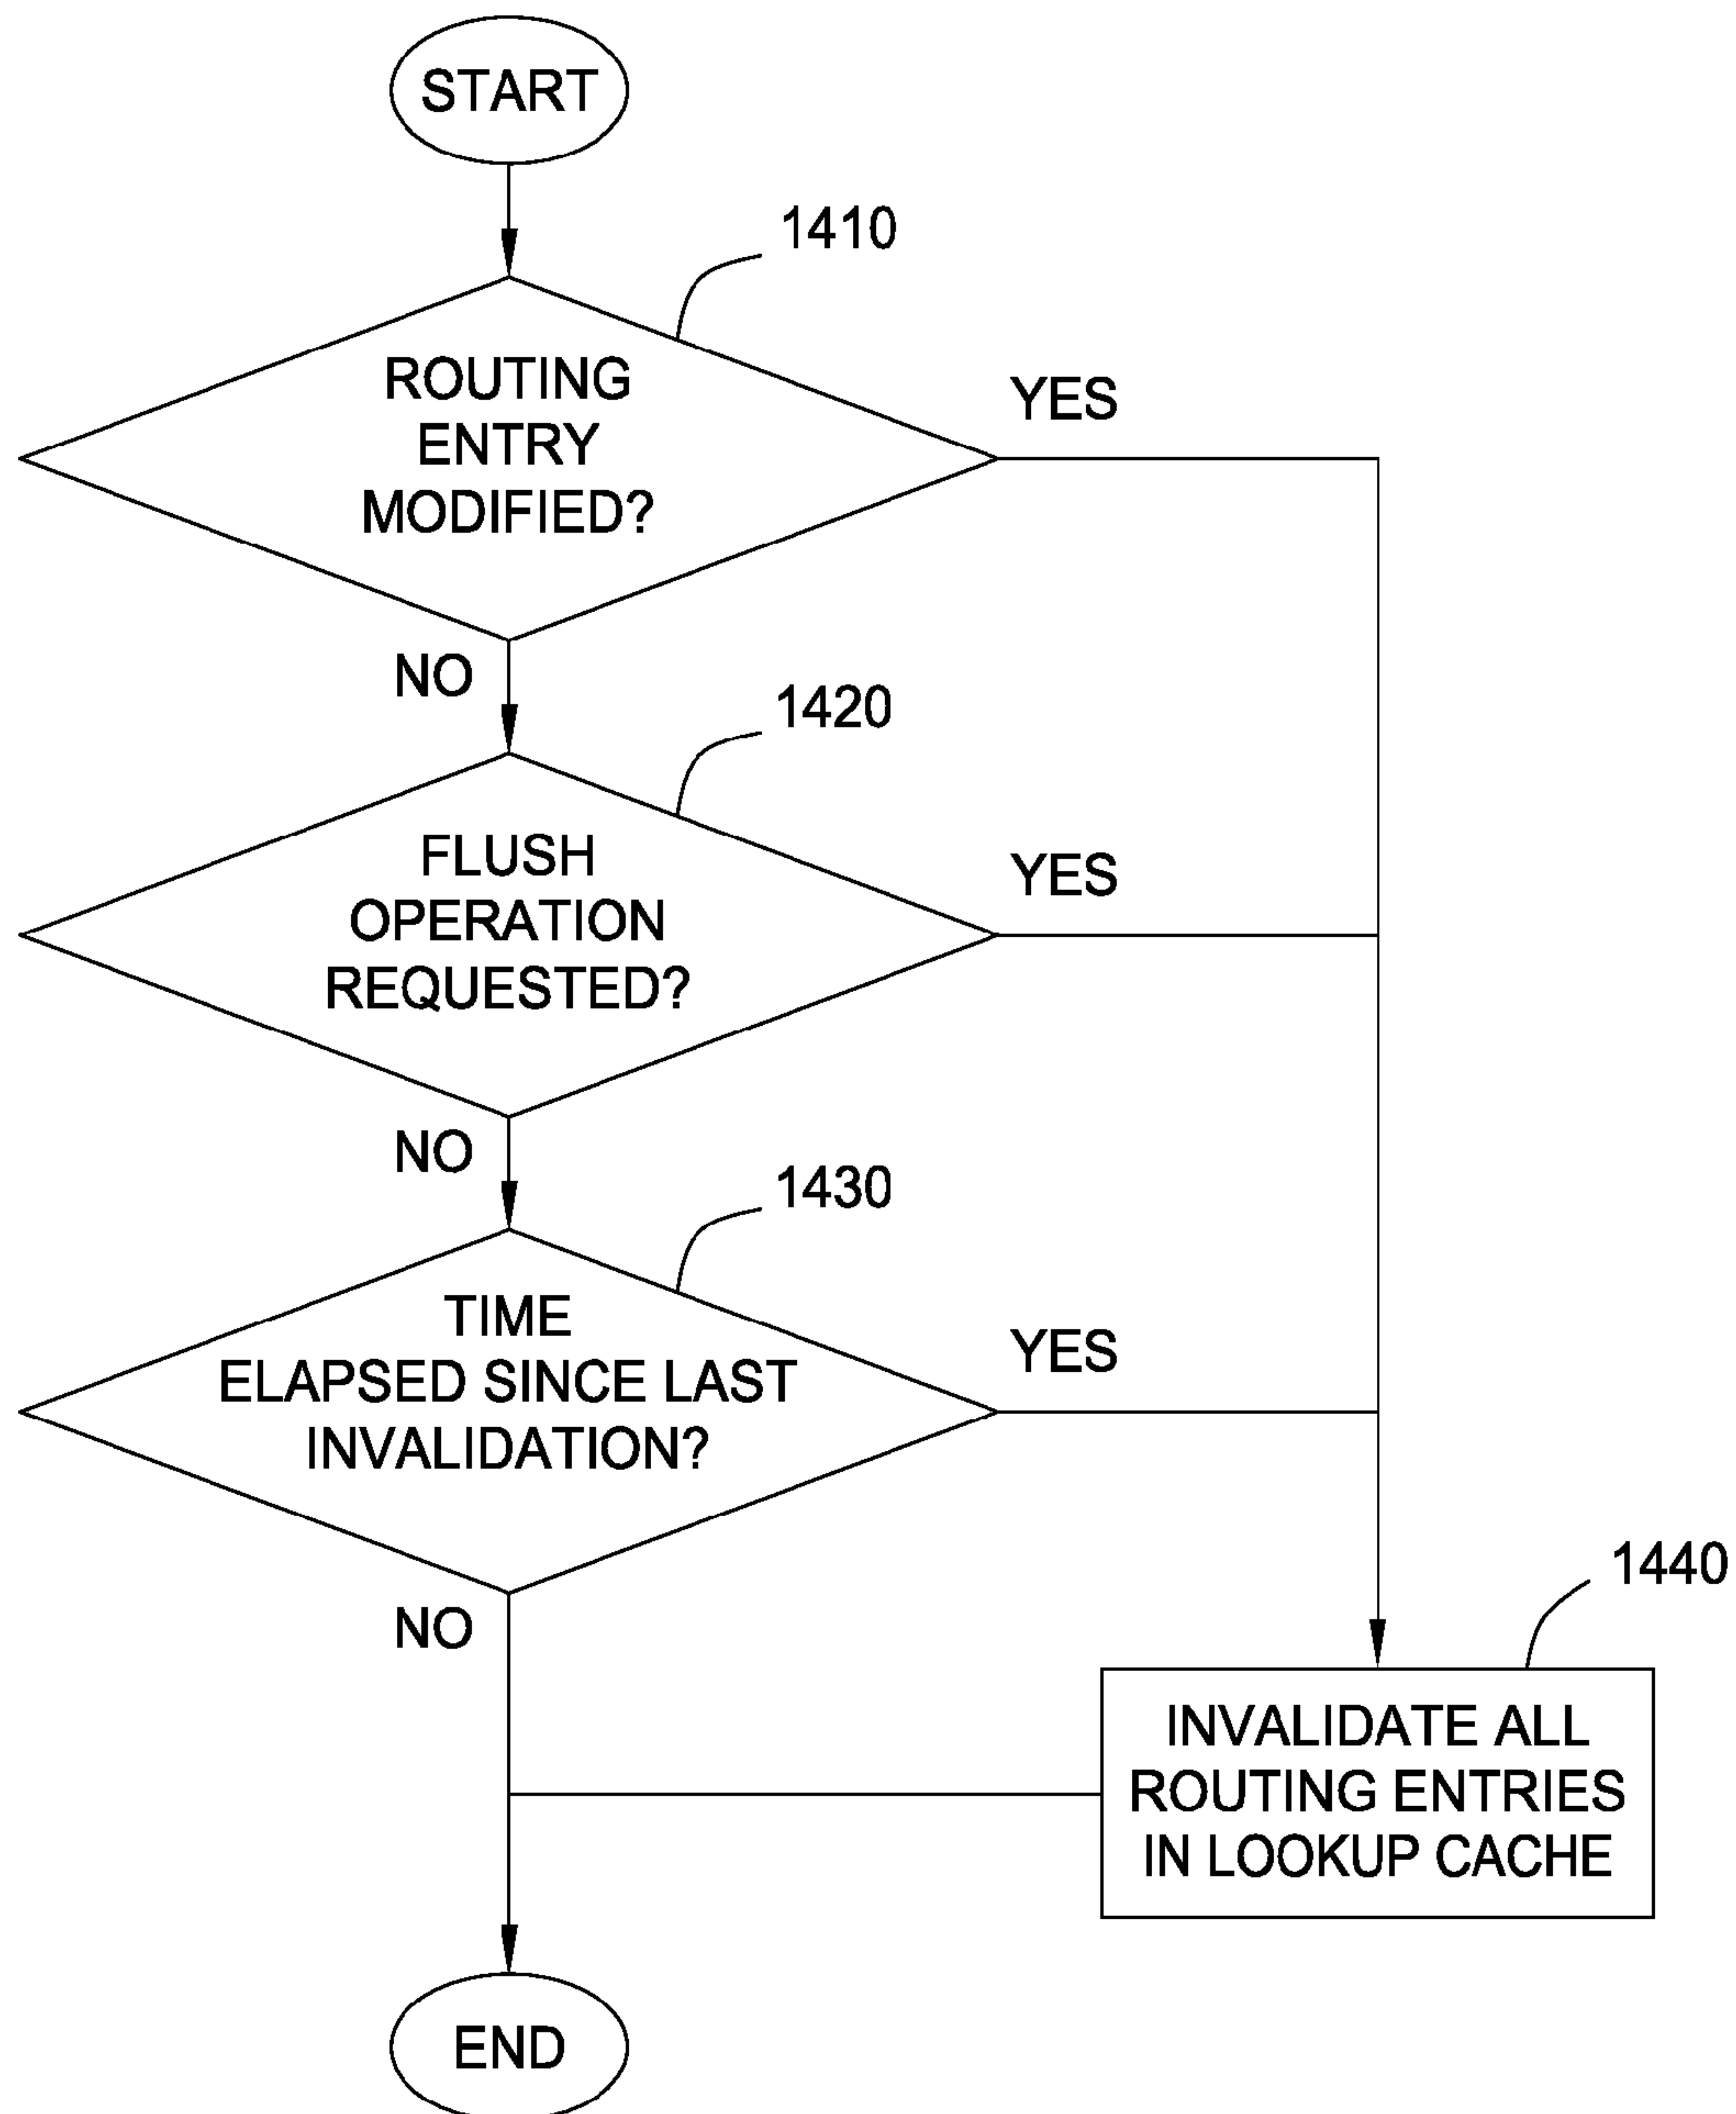 START
1410
ROUTING
ENTRY
MODIFIED?
YES
NO
1420
FLUSH
OPERATION
REQUESTED?
YES
NO
1430
TIME
ELAPSED SINCE LAST
INVALIDATION?
YES
NO
1440
INVALIDATE ALL
ROUTING ENTRIES
IN LOOKUP CACHE
END